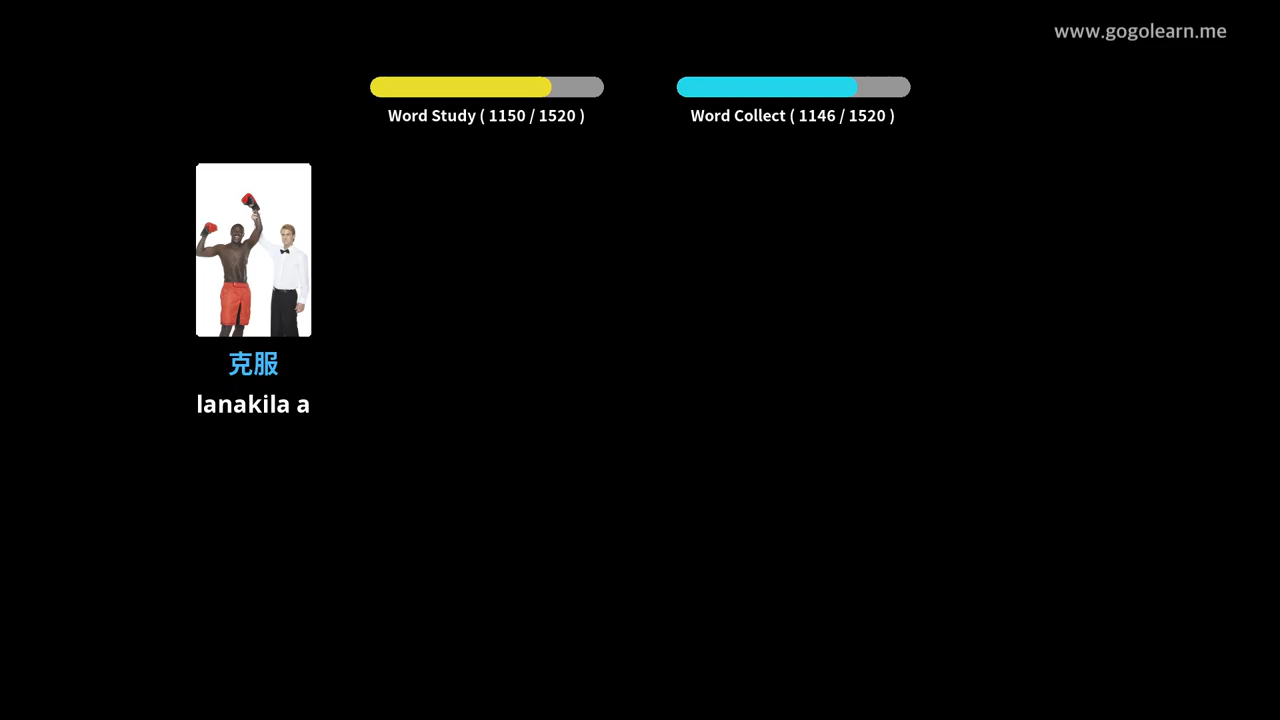 www.gogolearn.me
Word Study ( 1150 / 1520 )
Word Collect ( 1146 / 1520 )
克服
lanakila a